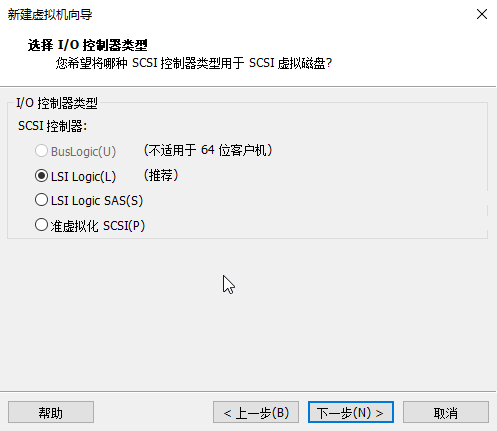 新建虚拟机向导
选择 I/O 控制器类型
您希望将哪种 SCSI 控制器类型用于 SCSI 虚拟磁盘?
I/O 控制器类型
SCSI 控制器:
BusLogic(U) （不适用于 64 位客户机）
LSI Logic(L) （推荐）
LSI Logic SAS(S)
准虚拟化 SCSI(P)
帮助 < 上一步(B) 下一步(N) > 取消